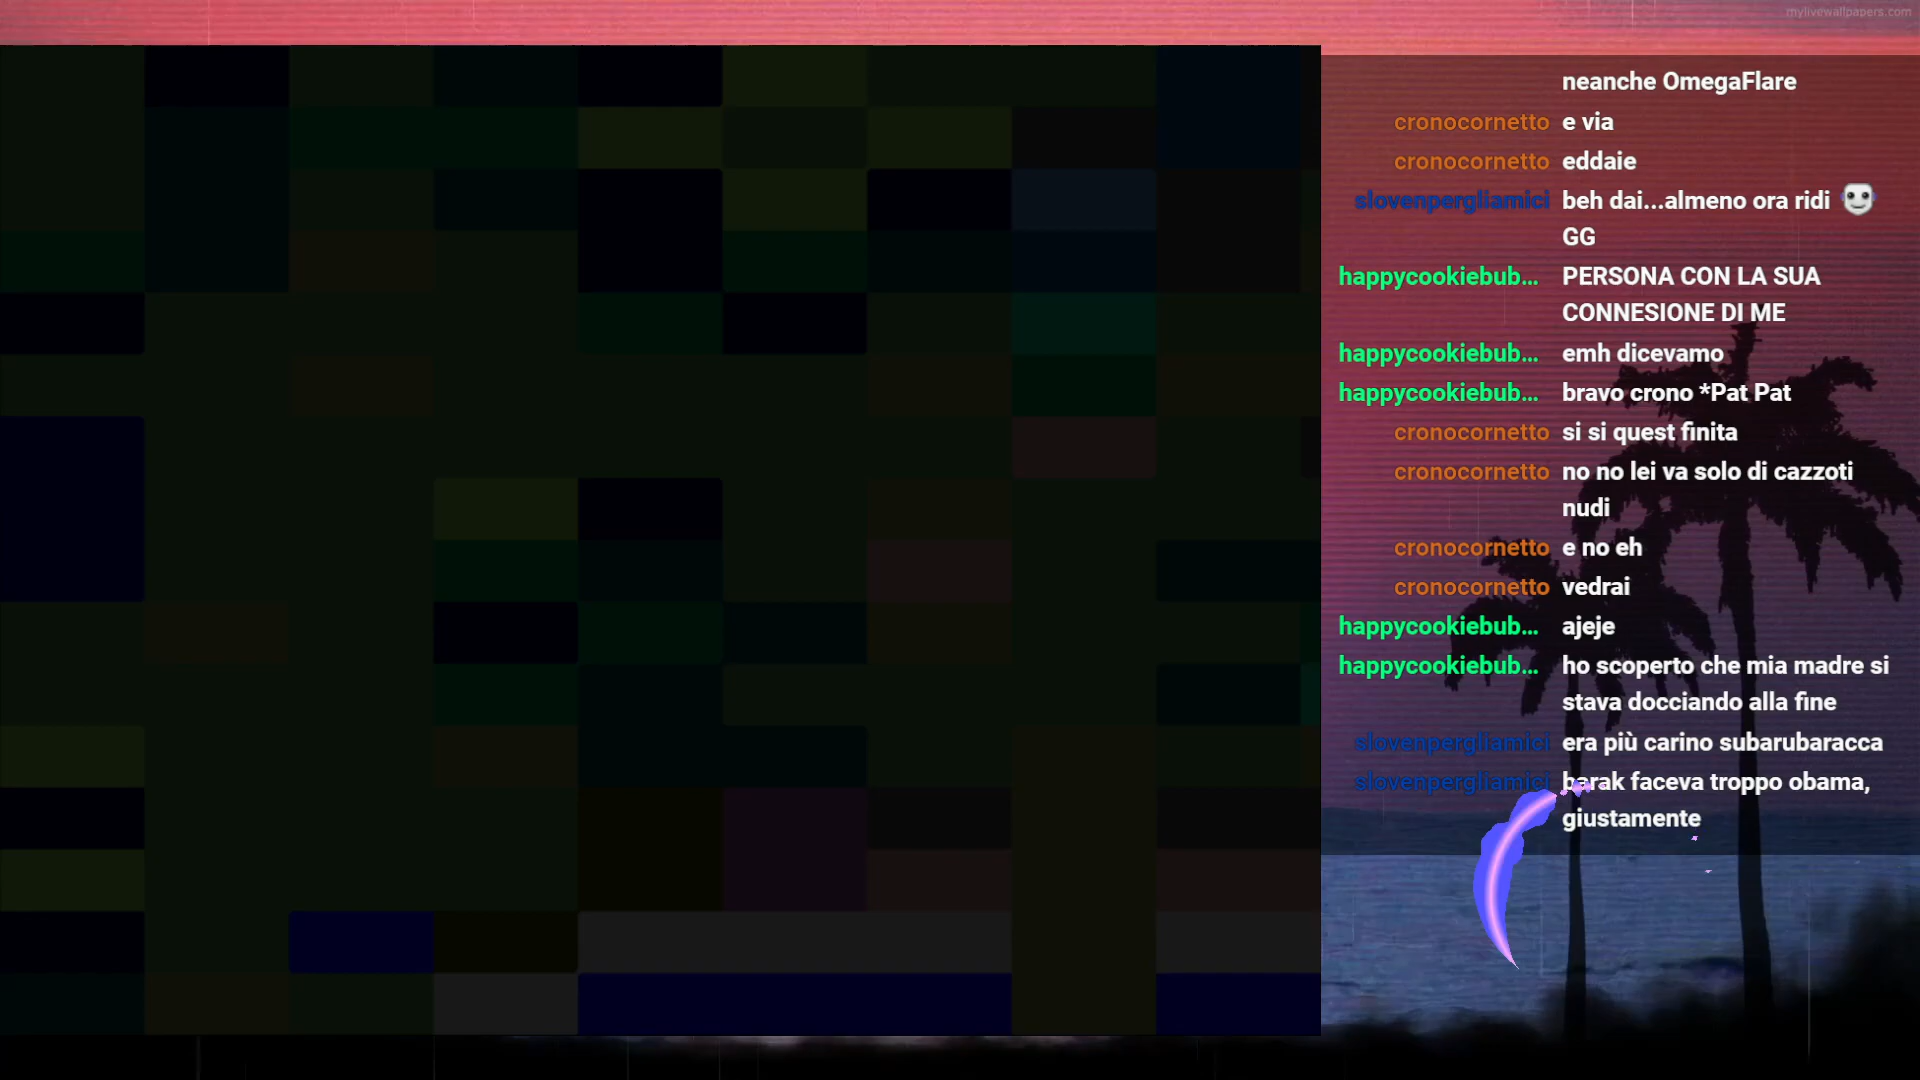 mylivewallpapers.com
neanche OmegaFlare
cronocornetto e via
cronocornetto eddaie
slovenpergliamici beh dai...almeno ora ridi
GG
happycookiebub... PERSONA CON LA SUA
CONNESIONE DI ME
happycookiebub... emh dicevamo
happycookiebub... bravo crono *Pat Pat
cronocornetto si si quest finita
cronocornetto no no lei va solo di cazzoti
nudi
cronocornetto e no eh
cronocornetto vedrai
happycookiebub... ajeje
happycookiebub... ho scoperto che mia madre si
stava docciando alla fine
slovenpergliamici era più carino subarubaracca
slovenpergliamici barak faceva troppo obama,
giustamente